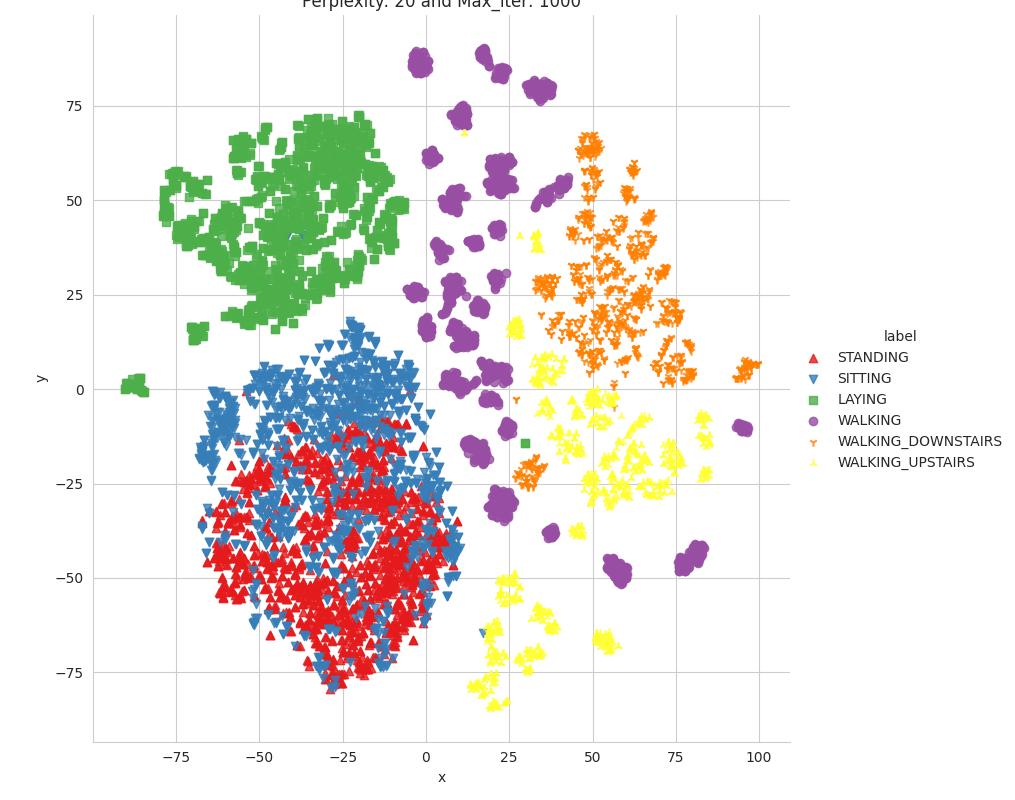 Perplexity: 20 and Max_iter: 1000
y
75
50
25
0
−25
−50
−75
−75
−50
−25
0
25
50
75
100
x
label
STANDING
SITTING
LAYING
WALKING
WALKING_DOWNSTAIRS
WALKING_UPSTAIRS